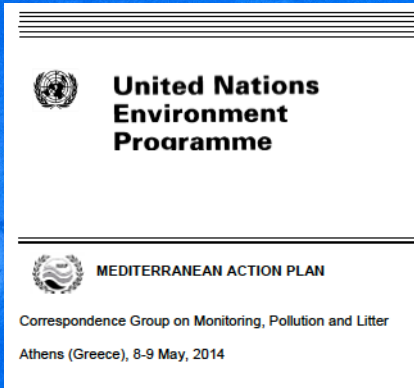 United Nations
Environment
Programme
MEDITERRANEAN ACTION PLAN
Correspondence Group on Monitoring, Pollution and Litter
Athens (Greece), 8-9 May, 2014